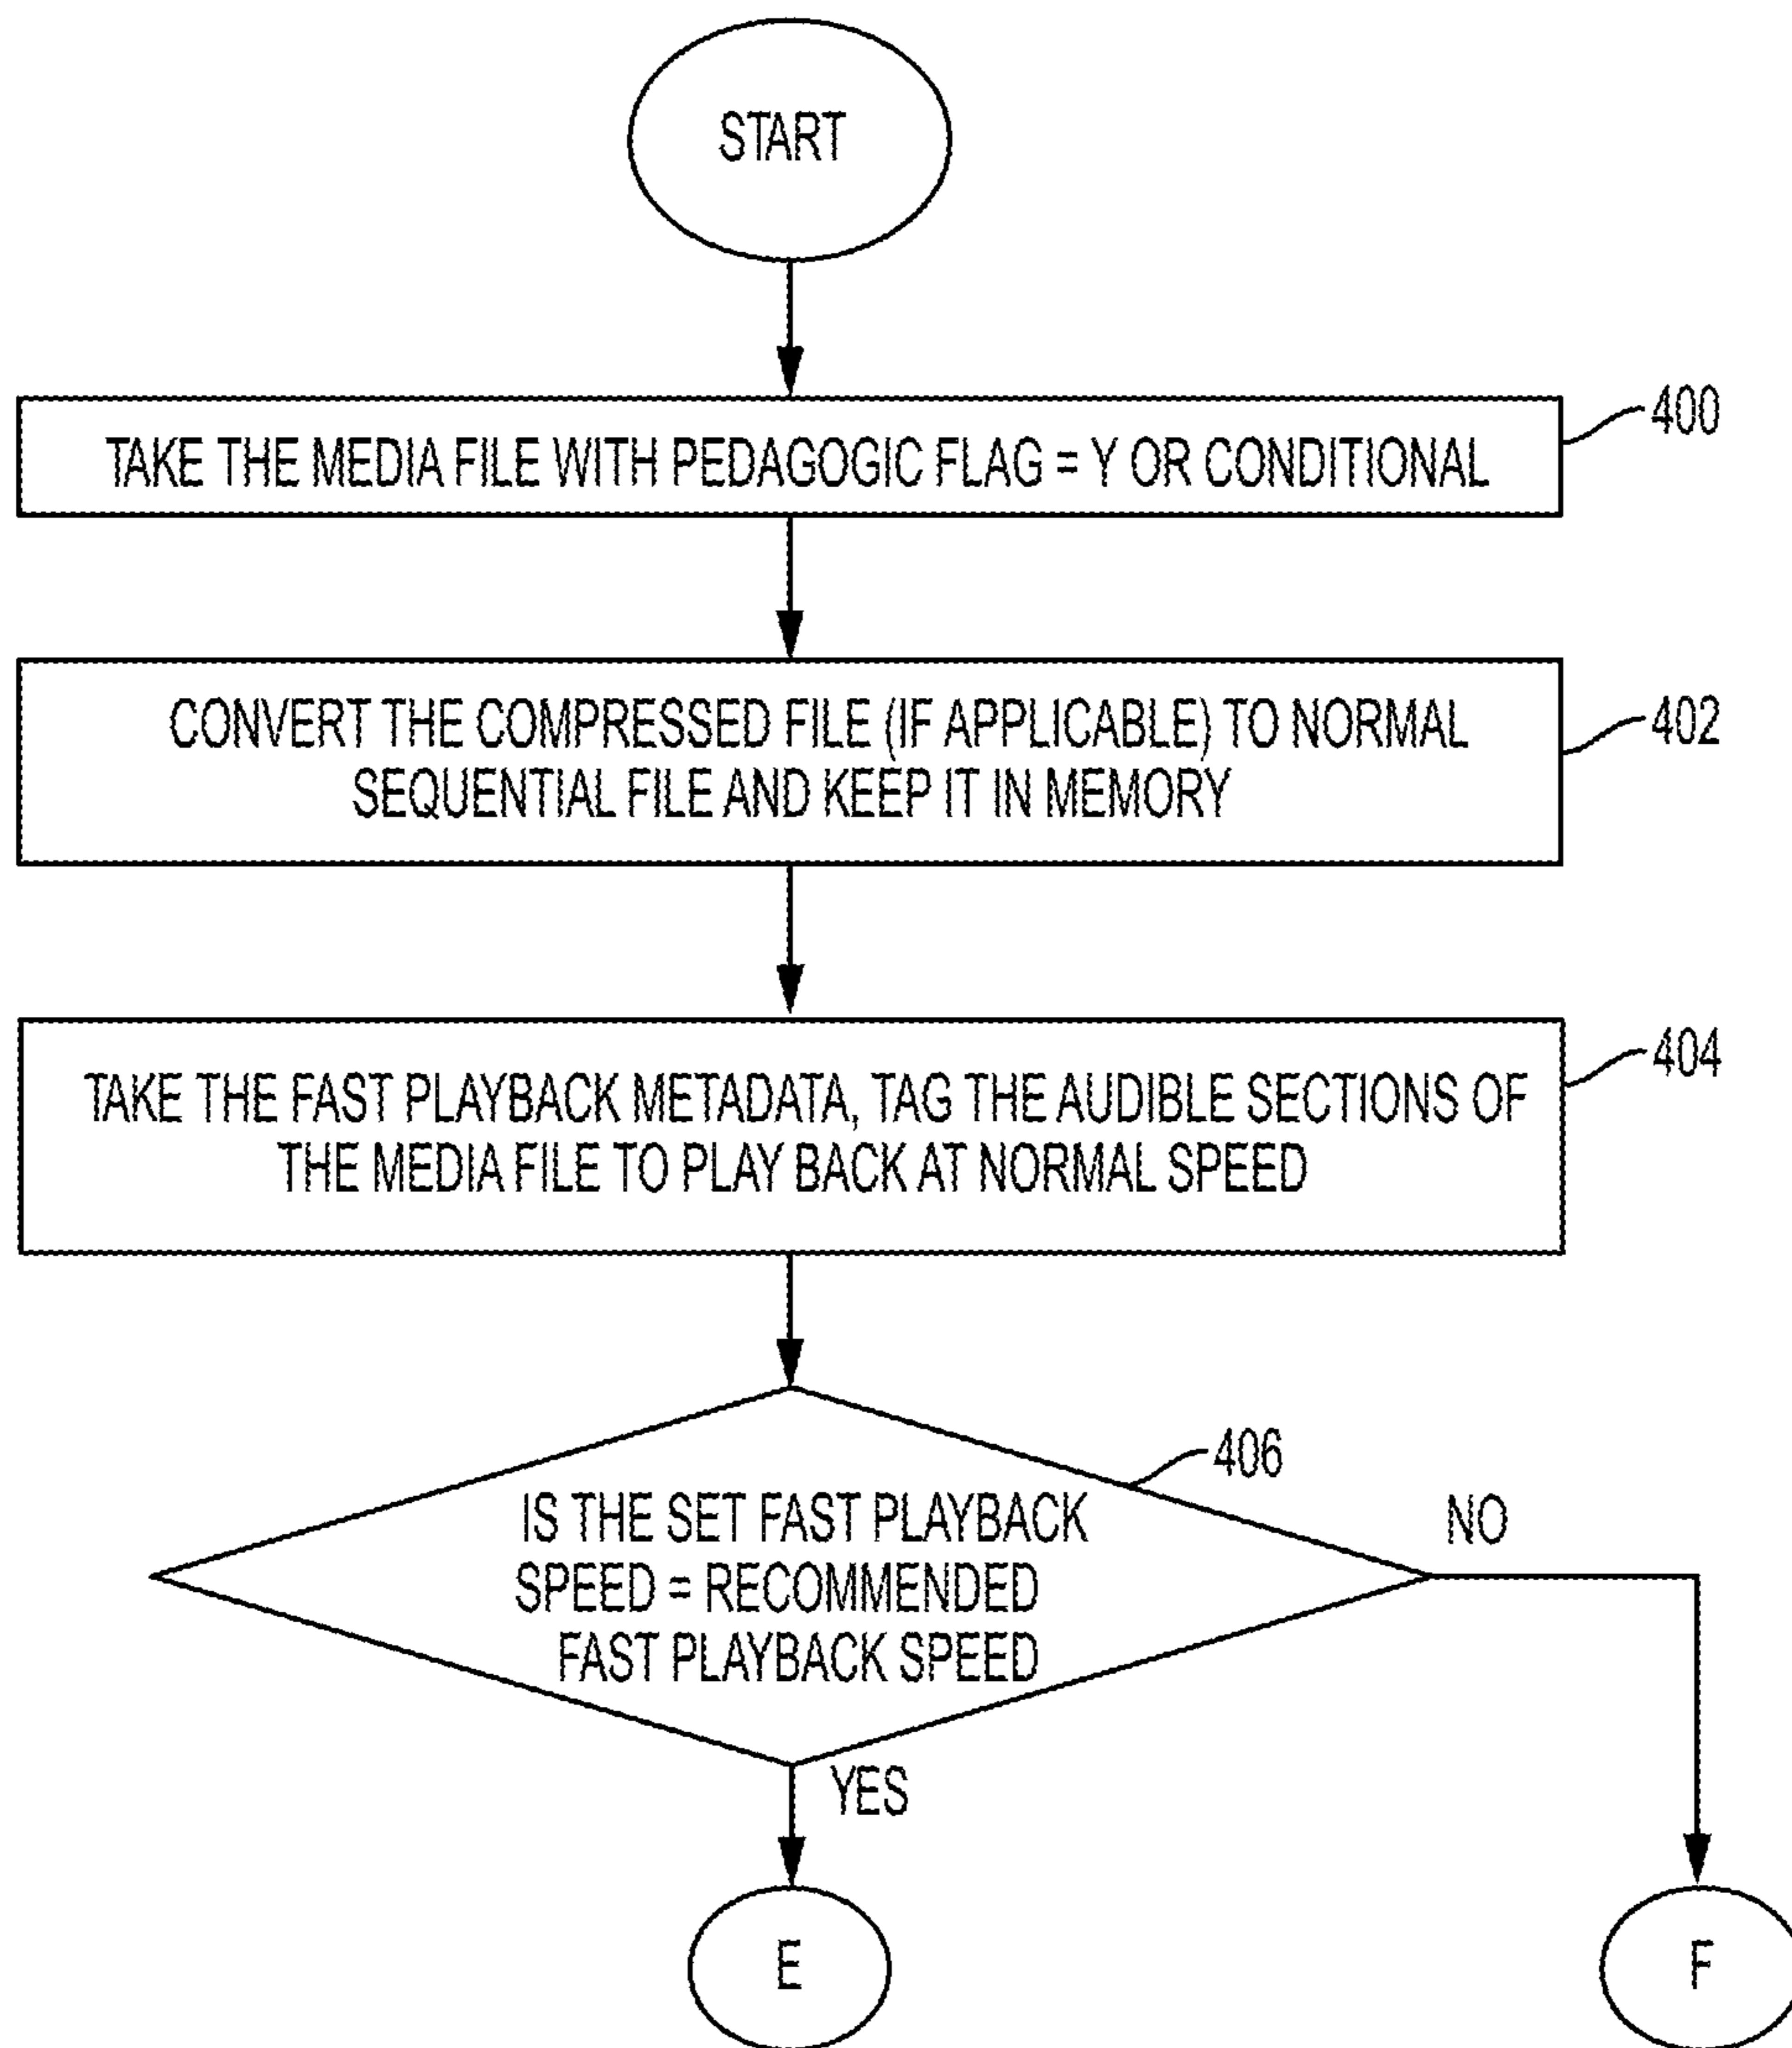 START
400
TAKE THE MEDIA FILE WITH PEDAGOGIC FLAG = Y OR CONDITIONAL
402
CONVERT THE COMPRESSED FILE (IF APPLICABLE) TO NORMAL
SEQUENTIAL FILE AND KEEP IT IN MEMORY
404
TAKE THE FAST PLAYBACK METADATA, TAG THE AUDIBLE SECTIONS OF
THE MEDIA FILE TO PLAY BACK AT NORMAL SPEED
406
IS THE SET FAST PLAYBACK
SPEED = RECOMMENDED
FAST PLAYBACK SPEED
NO
YES
E
F